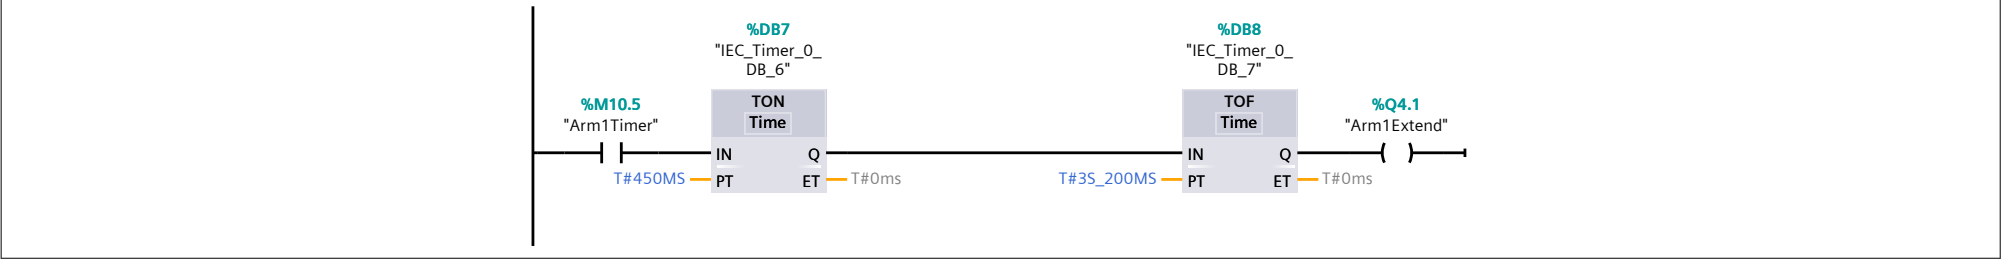 %DB7
"IEC_Timer_0_
DB_6"
TON
Time
%M10.5
"Arm1Timer"
IN
Q
T#450MS
PT
ET
T#0ms
%DB8
"IEC_Timer_0_
DB_7"
TOF
Time
IN
Q
T#3S_200MS
PT
ET
T#0ms
%Q4.1
"Arm1Extend"